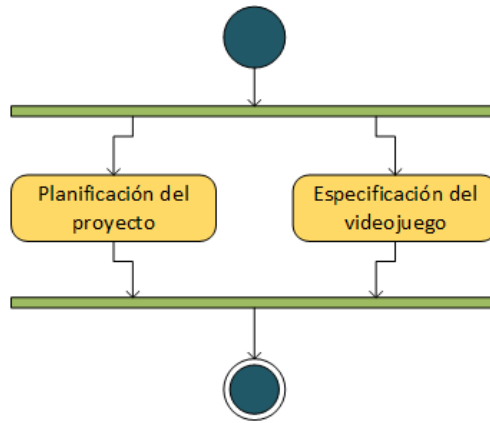 Planificación del
proyecto
Especificación del
videojuego